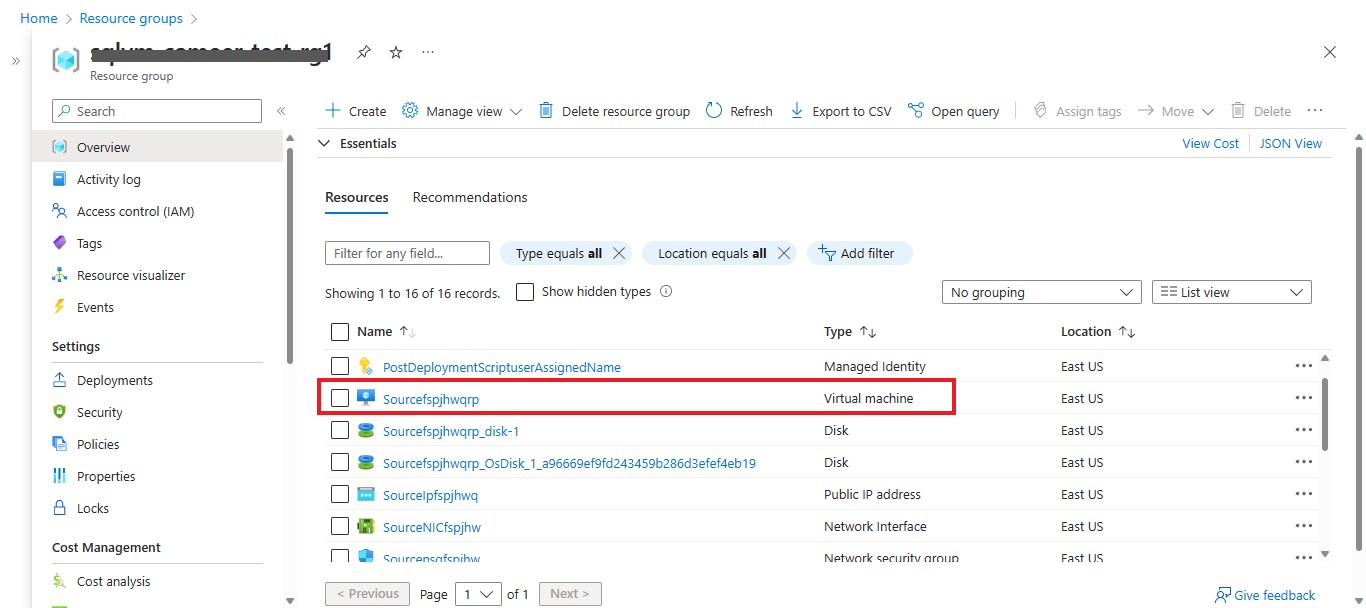 Home > Resource groups >
Resource group
Search
Create Manage view Delete resource group Refresh Export to CSV Open query Assign tags Move Delete
Overview
Activity log
Access control (IAM)
Tags
Resource visualizer
Events
Settings
Deployments
Security
Policies
Properties
Locks
Cost Management
Cost analysis
Essentials
View Cost JSON View
Resources Recommendations
Filter for any field... Type equals all Location equals all Add filter
Showing 1 to 16 of 16 records. Show hidden types No grouping List view
Name Type Location
PostDeploymentScriptuserAssignedName Managed Identity East US
Sourcefspjhwqrp Virtual machine East US
Sourcefspjhwqrp_disk-1 Disk East US
Sourcefspjhwqrp_OsDisk_1_a96669ef9fd243459b286d3efef4eb19 Disk East US
SourceIpfspjhwq Public IP address East US
SourceNICfspjhw Network Interface East US
Sourcensgfspjhw Network security group East US
< Previous Page 1 of 1 Next >
Give feedback